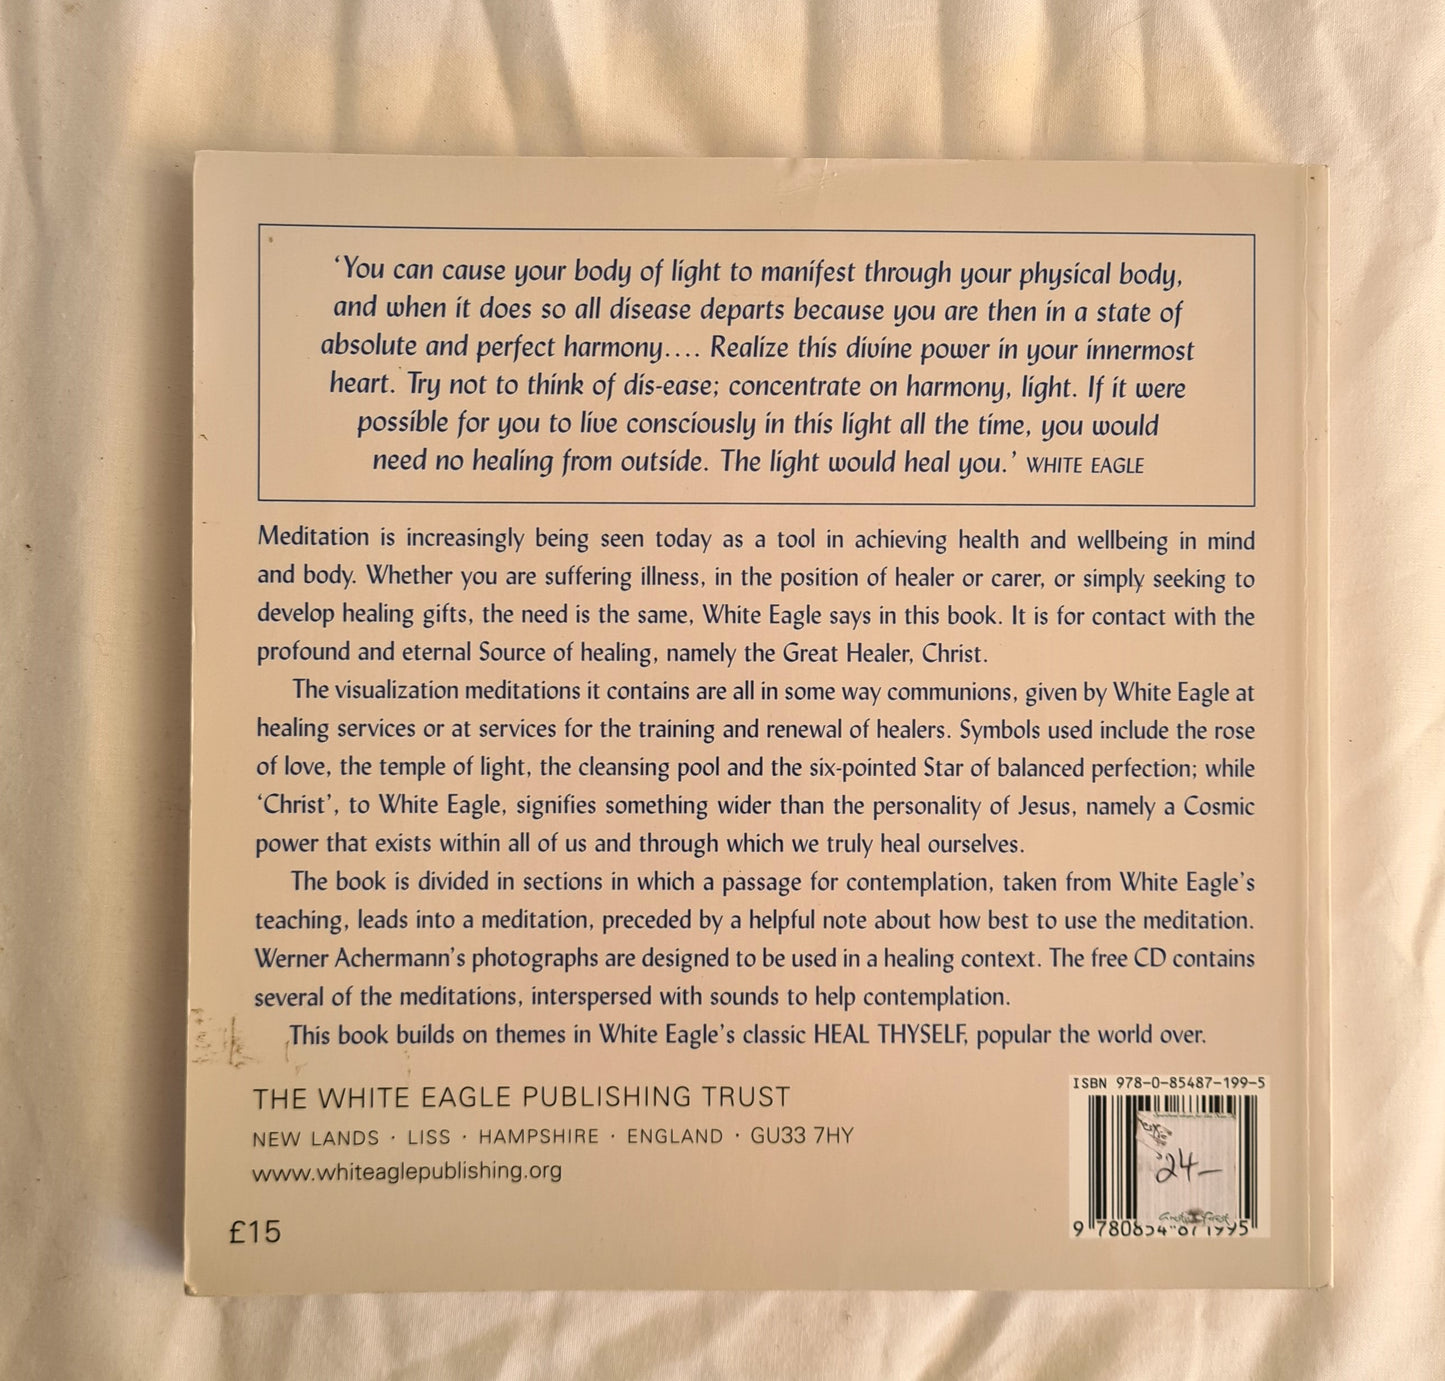 ‘You can cause your body of light to manifest through your physical body,
and when it does so all disease departs because you are then in a state of
absolute and perfect harmony.... Realize this divine power in your innermost
heart. Try not to think of dis-ease; concentrate on harmony, light. If it were
possible for you to live consciously in this light all the time, you would
need no healing from outside. The light would heal you.’ WHITE EAGLE
Meditation is increasingly being seen today as a tool in achieving health and wellbeing in mind
and body. Whether you are suffering illness, in the position of healer or carer, or simply seeking to
develop healing gifts, the need is the same, White Eagle says in this book. It is for contact with the
profound and eternal Source of healing, namely the Great Healer, Christ.
The visualization meditations it contains are all in some way communions, given by White Eagle at
healing services or at services for the training and renewal of healers. Symbols used include the rose
of love, the temple of light, the cleansing pool and the six-pointed Star of balanced perfection; while
‘Christ’, to White Eagle, signifies something wider than the personality of Jesus, namely a Cosmic
power that exists within all of us and through which we truly heal ourselves.
The book is divided in sections in which a passage for contemplation, taken from White Eagle’s
teaching, leads into a meditation, preceded by a helpful note about how best to use the meditation.
Werner Achermann’s photographs are designed to be used in a healing context. The free CD contains
several of the meditations, interspersed with sounds to help contemplation.
This book builds on themes in White Eagle’s classic HEAL THYSELF, popular the world over.
THE WHITE EAGLE PUBLISHING TRUST
NEW LANDS · LISS · HAMPSHIRE · ENGLAND · GU33 7HY
www.whiteaglepublishing.org
£15
ISBN 978-0-85487-199-5
24–
9 780854 871995